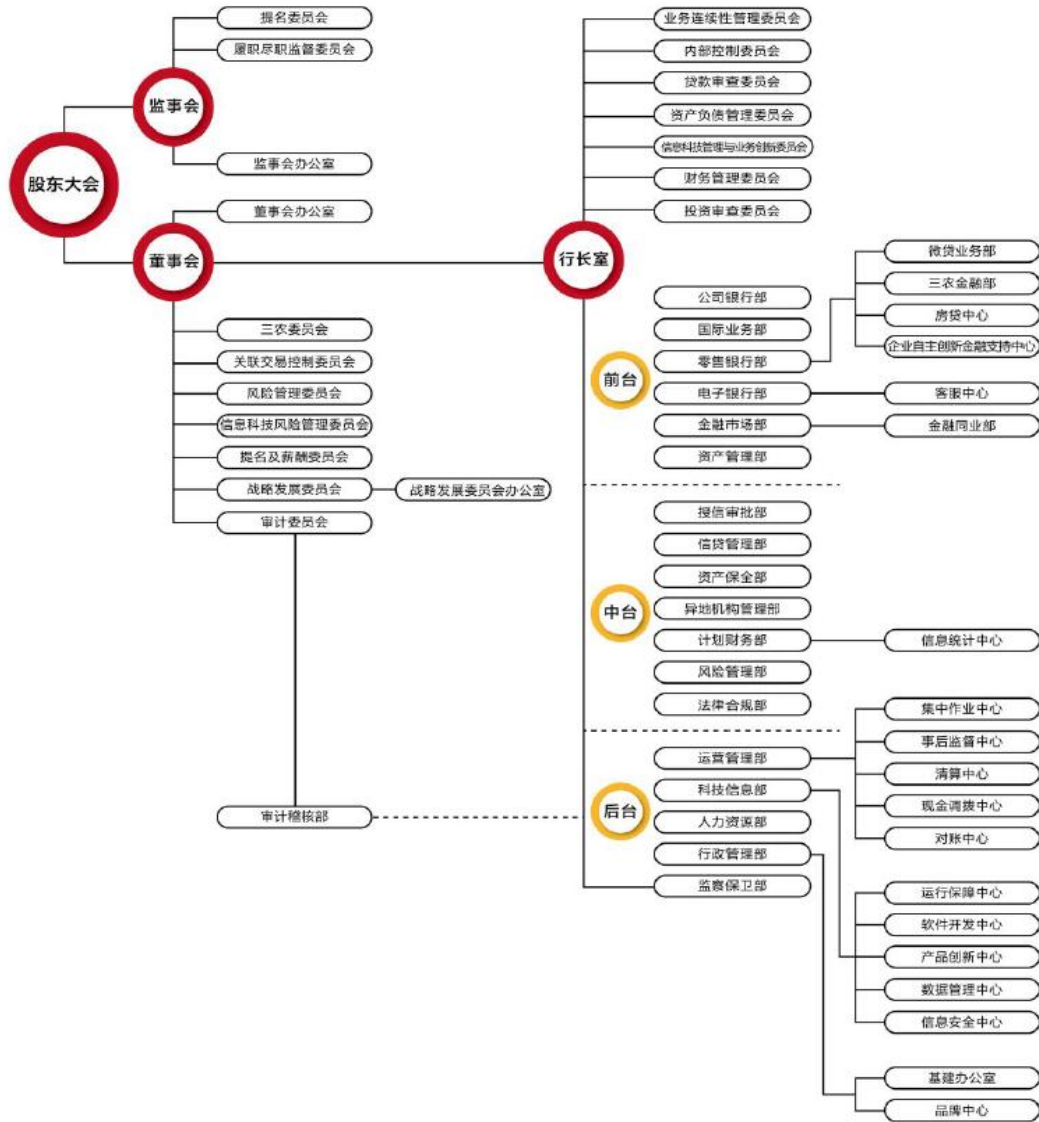 股东大会
监事会
提名委员会
履职尽职监督委员会
监事会办公室
董事会
董事会办公室
三农委员会
关联交易控制委员会
风险管理委员会
信息科技风险管理委员会
提名及薪酬委员会
战略发展委员会
战略发展委员会办公室
审计委员会
审计稽核部
行长室
业务连续性管理委员会
内部控制委员会
贷款审查委员会
资产负债管理委员会
信息科技管理与业务创新委员会
财务管理委员会
投资审查委员会
前台
公司银行部
国际业务部
零售银行部
微贷业务部
三农金融部
房贷中心
企业自主创新金融支持中心
电子银行部
客服中心
金融市场部
金融同业部
资产管理部
中台
授信审批部
信贷管理部
资产保全部
异地机构管理部
计划财务部
信息统计中心
风险管理部
法律合规部
后台
运营管理部
集中作业中心
事后监督中心
清算中心
现金调拨中心
对账中心
科技信息部
运行保障中心
软件开发中心
产品创新中心
数据管理中心
信息安全中心
人力资源部
行政管理部
基建办公室
品牌中心
监察保卫部